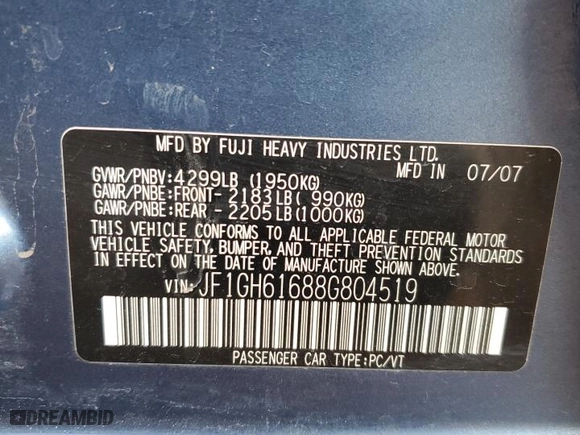 MFD BY FUJI HEAVY INDUSTRIES LTD.
MFD IN 07/07
GVWR/PNBV:4299LB (1950KG)
GAWR/PNBE:FRONT-2183LB( 990KG)
GAWR/PNBE:REAR -2205LB(1000KG)
THIS VEHICLE CONFORMS TO ALL APPLICABLE FEDERAL MOTOR
VEHICLE SAFETY, BUMPER, AND THEFT PREVENTION STANDARDS
IN EFFECT ON THE DATE OF MANUFACTURE SHOWN ABOVE.
VIN: JF1GH61688G804519
PASSENGER CAR TYPE:PC/VT
DREAMBID